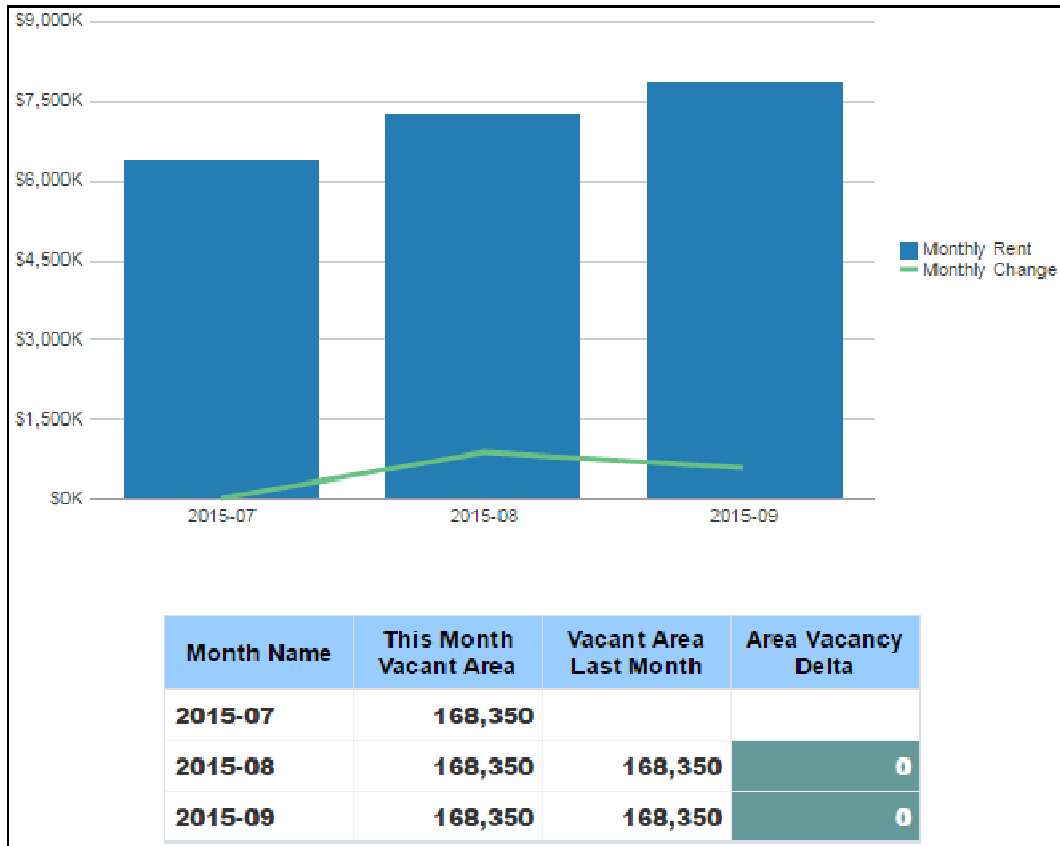 $9,000K
$7,500K
$6,000K
$4,500K
$3,000K
$1,500K
$0K
2015-07 2015-08 2015-09
Monthly Rent
Monthly Change
Month Name This Month Vacant Area Vacant Area Last Month Area Vacancy Delta
2015-07 168,350
2015-08 168,350 168,350 0
2015-09 168,350 168,350 0